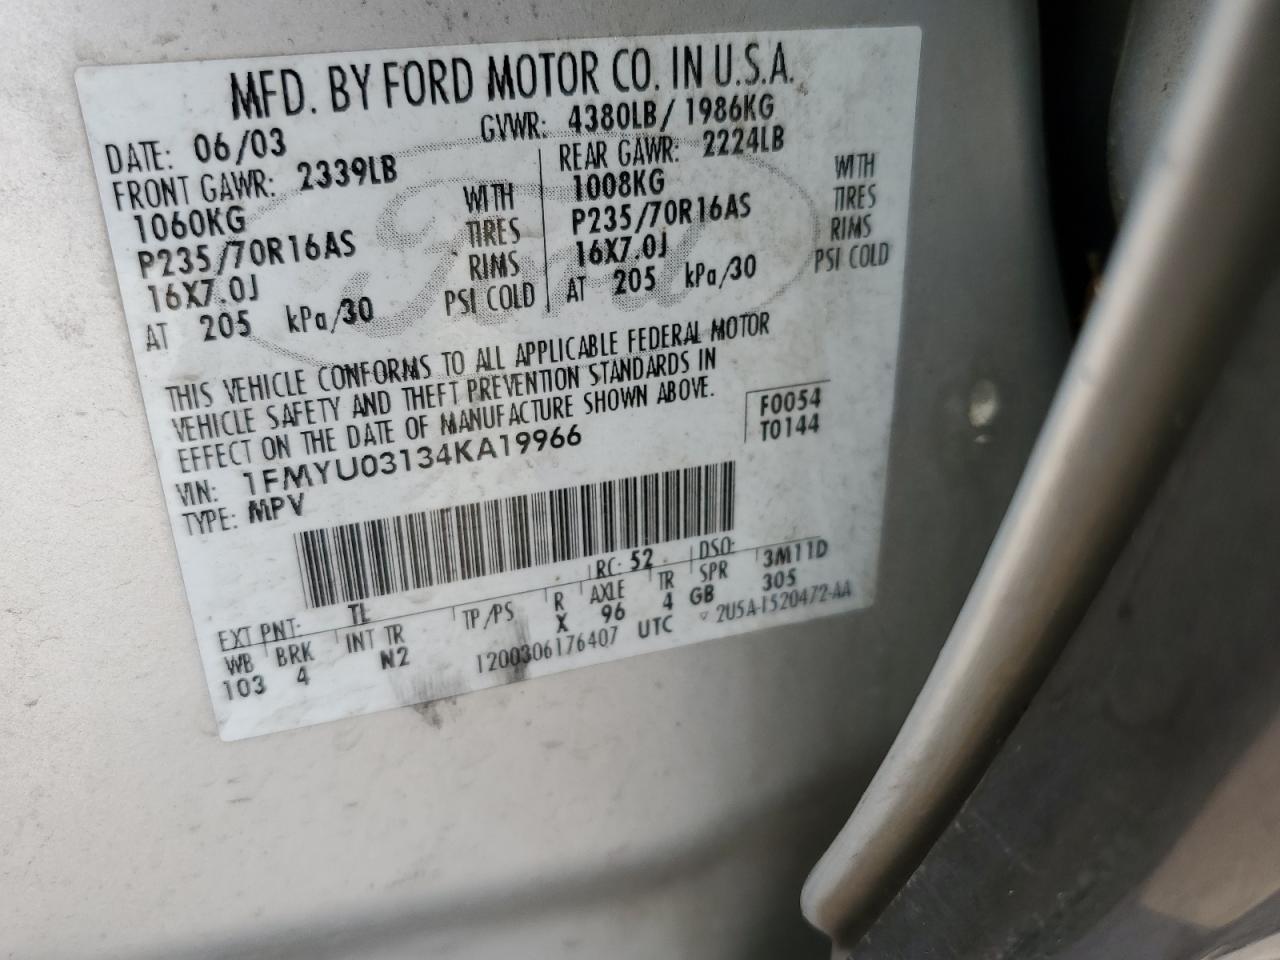 MFD. BY FORD MOTOR CO. IN U.S.A.
DATE: 06/03 GVWR: 4380LB/ 1986KG
FRONT GAWR: 2339LB
1060KG WITH
P235/70R16AS TIRES
16X7.0J RIMS
AT 205 kPa/30 PSI COLD
REAR GAWR: 2224LB
1008KG WITH
P235/70R16AS TIRES
16X7.0J RIMS
AT 205 kPa/30 PSI COLD
Ford
THIS VEHICLE CONFORMS TO ALL APPLICABLE FEDERAL MOTOR
VEHICLE SAFETY AND THEFT PREVENTION STANDARDS IN
EFFECT ON THE DATE OF MANUFACTURE SHOWN ABOVE.
VIN: 1FMYU03134KA19966
TYPE: MPV
F0054
T0144
EXT PNT: TL RC: 52 DSO:
WB BRK INT TR TP/PS R AXLE TR SPR 3M11D
103 4 N2 X 96 4 GB 305
1200306176407 UTC ▽ 2U5A-1520472-AA